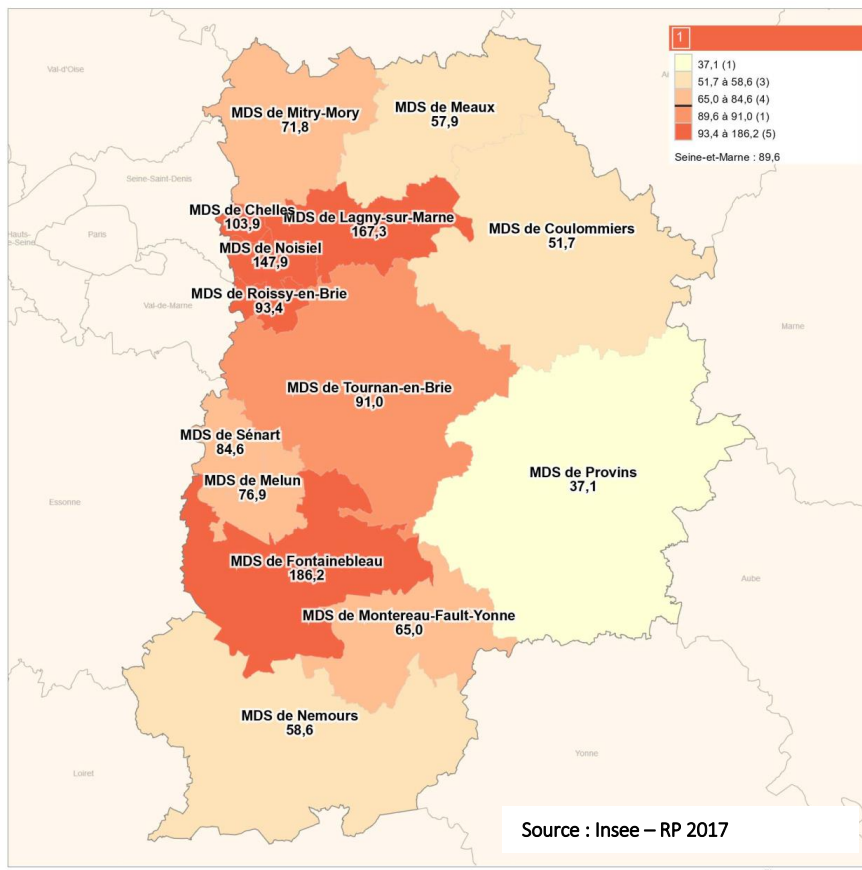 1
37,1 (1)
51,7 à 58,6 (3)
65,0 à 84,6 (4)
89,6 à 91,0 (1)
93,4 à 186,2 (5)
Seine-et-Marne : 89,6
Val-d'Oise
MDS de Mitry-Mory
71,8
MDS de Meaux
57,9
Seine-Saint-Denis
MDS de Chelles
103,9
MDS de Lagny-sur-Marne
167,3
MDS de Coulommiers
51,7
Hauts-
de-Seine
Paris
MDS de Noisiel
147,9
MDS de Roissy-en-Brie
93,4
Val-de-Marne
Marne
MDS de Tournan-en-Brie
91,0
MDS de Sénart
84,6
MDS de Melun
76,9
MDS de Provins
37,1
Essonne
MDS de Fontainebleau
186,2
Aube
MDS de Montereau-Fault-Yonne
65,0
MDS de Nemours
58,6
Yonne
Loiret
Source : Insee – RP 2017